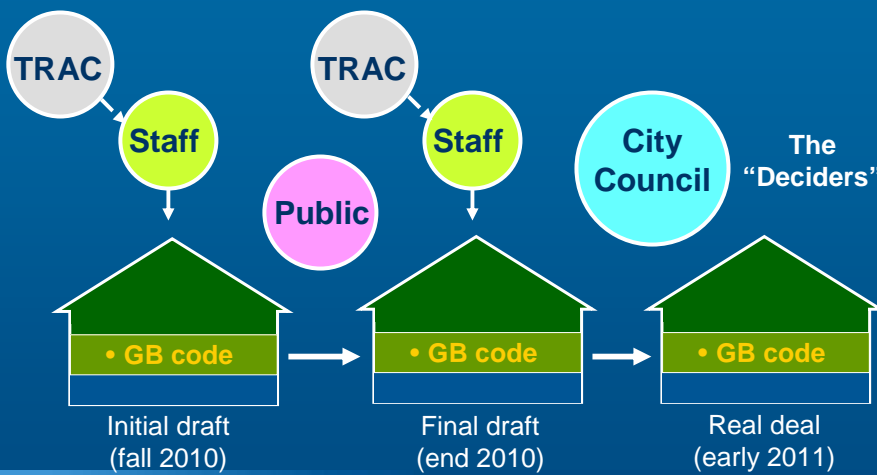 TRAC
Staff
Public
TRAC
Staff
City
Council
The
“Deciders”
• GB code
• GB code
• GB code
Initial draft
(fall 2010)
Final draft
(end 2010)
Real deal
(early 2011)